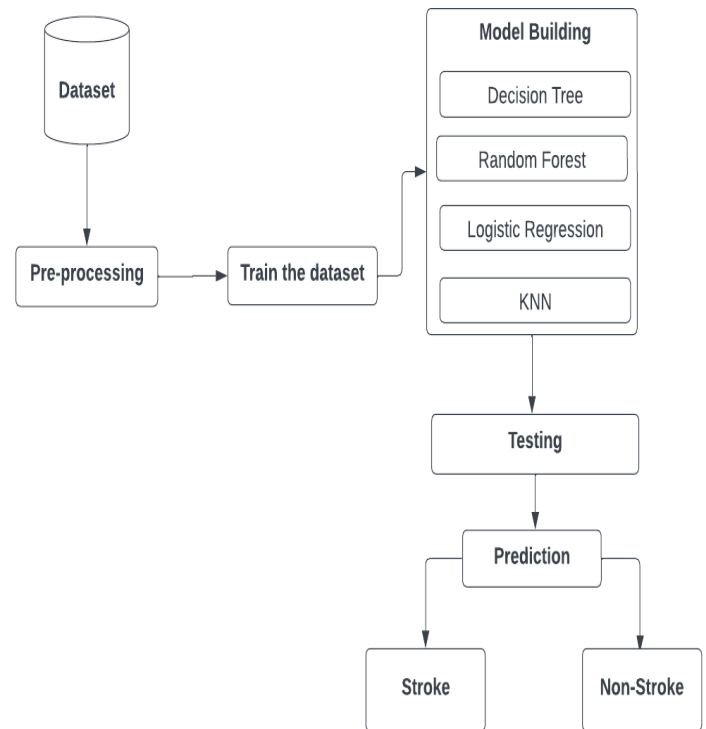 Dataset
Pre-processing
Train the dataset
Model Building
Decision Tree
Random Forest
Logistic Regression
KNN
Testing
Prediction
Stroke
Non-Stroke